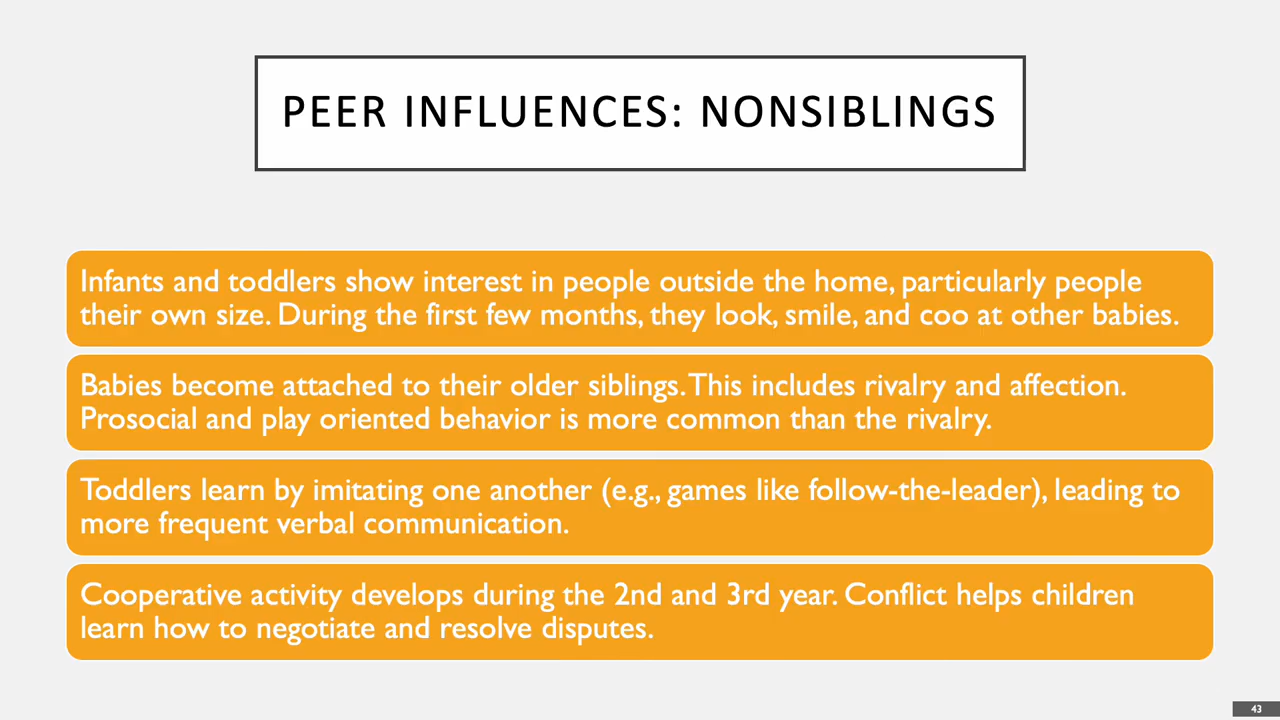 PEER INFLUENCES: NONSIBLINGS
Infants and toddlers show interest in people outside the home, particularly people
their own size. During the first few months, they look, smile, and coo at other babies.
Babies become attached to their older siblings. This includes rivalry and affection.
Prosocial and play oriented behavior is more common than the rivalry.
Toddlers learn by imitating one another (e.g., games like follow-the-leader), leading to
more frequent verbal communication.
Cooperative activity develops during the 2nd and 3rd year. Conflict helps children
learn how to negotiate and resolve disputes.
43